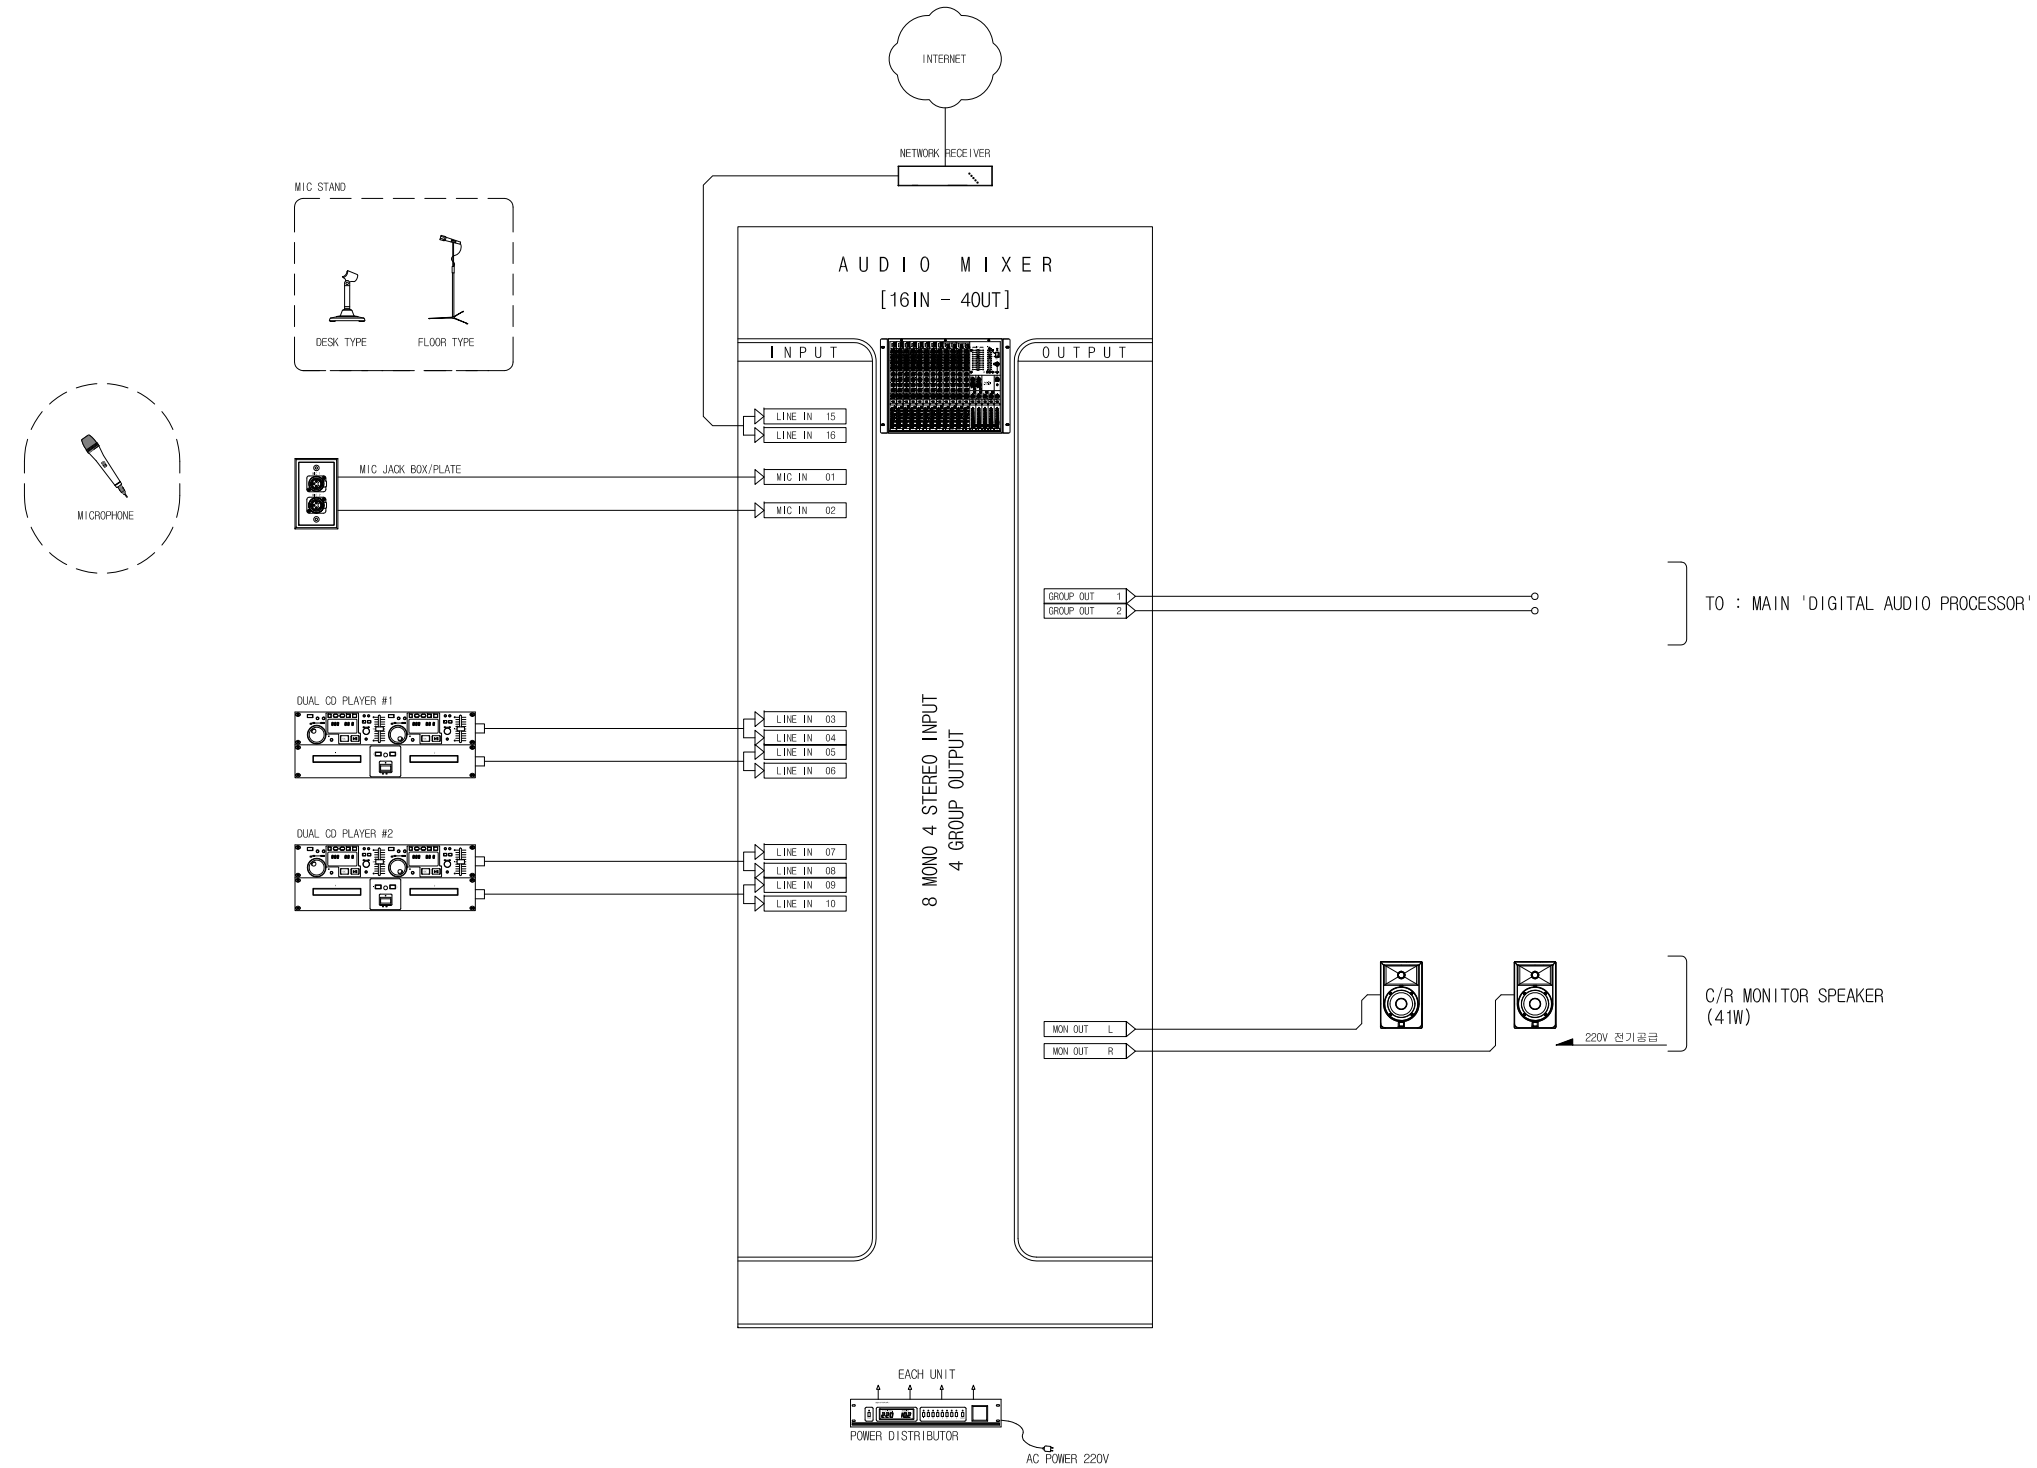 INTERNET
NETWORK RECEIVER
MIC STAND
DESK TYPE
FLOOR TYPE
AUDIO MIXER
[16IN - 4OUT]
INPUT
OUTPUT
LINE IN 15
LINE IN 16
MICROPHONE
MIC JACK BOX/PLATE
MIC IN 01
MIC IN 02
GROUP OUT 1
GROUP OUT 2
TO : MAIN 'DIGITAL AUDIO PROCESSOR'
8 MONO 4 STEREO INPUT
4 GROUP OUTPUT
DUAL CD PLAYER #1
LINE IN 03
LINE IN 04
LINE IN 05
LINE IN 06
DUAL CD PLAYER #2
LINE IN 07
LINE IN 08
LINE IN 09
LINE IN 10
MON OUT L
MON OUT R
C/R MONITOR SPEAKER
(41W)
220V 전기공급
EACH UNIT
POWER DISTRIBUTOR
AC POWER 220V